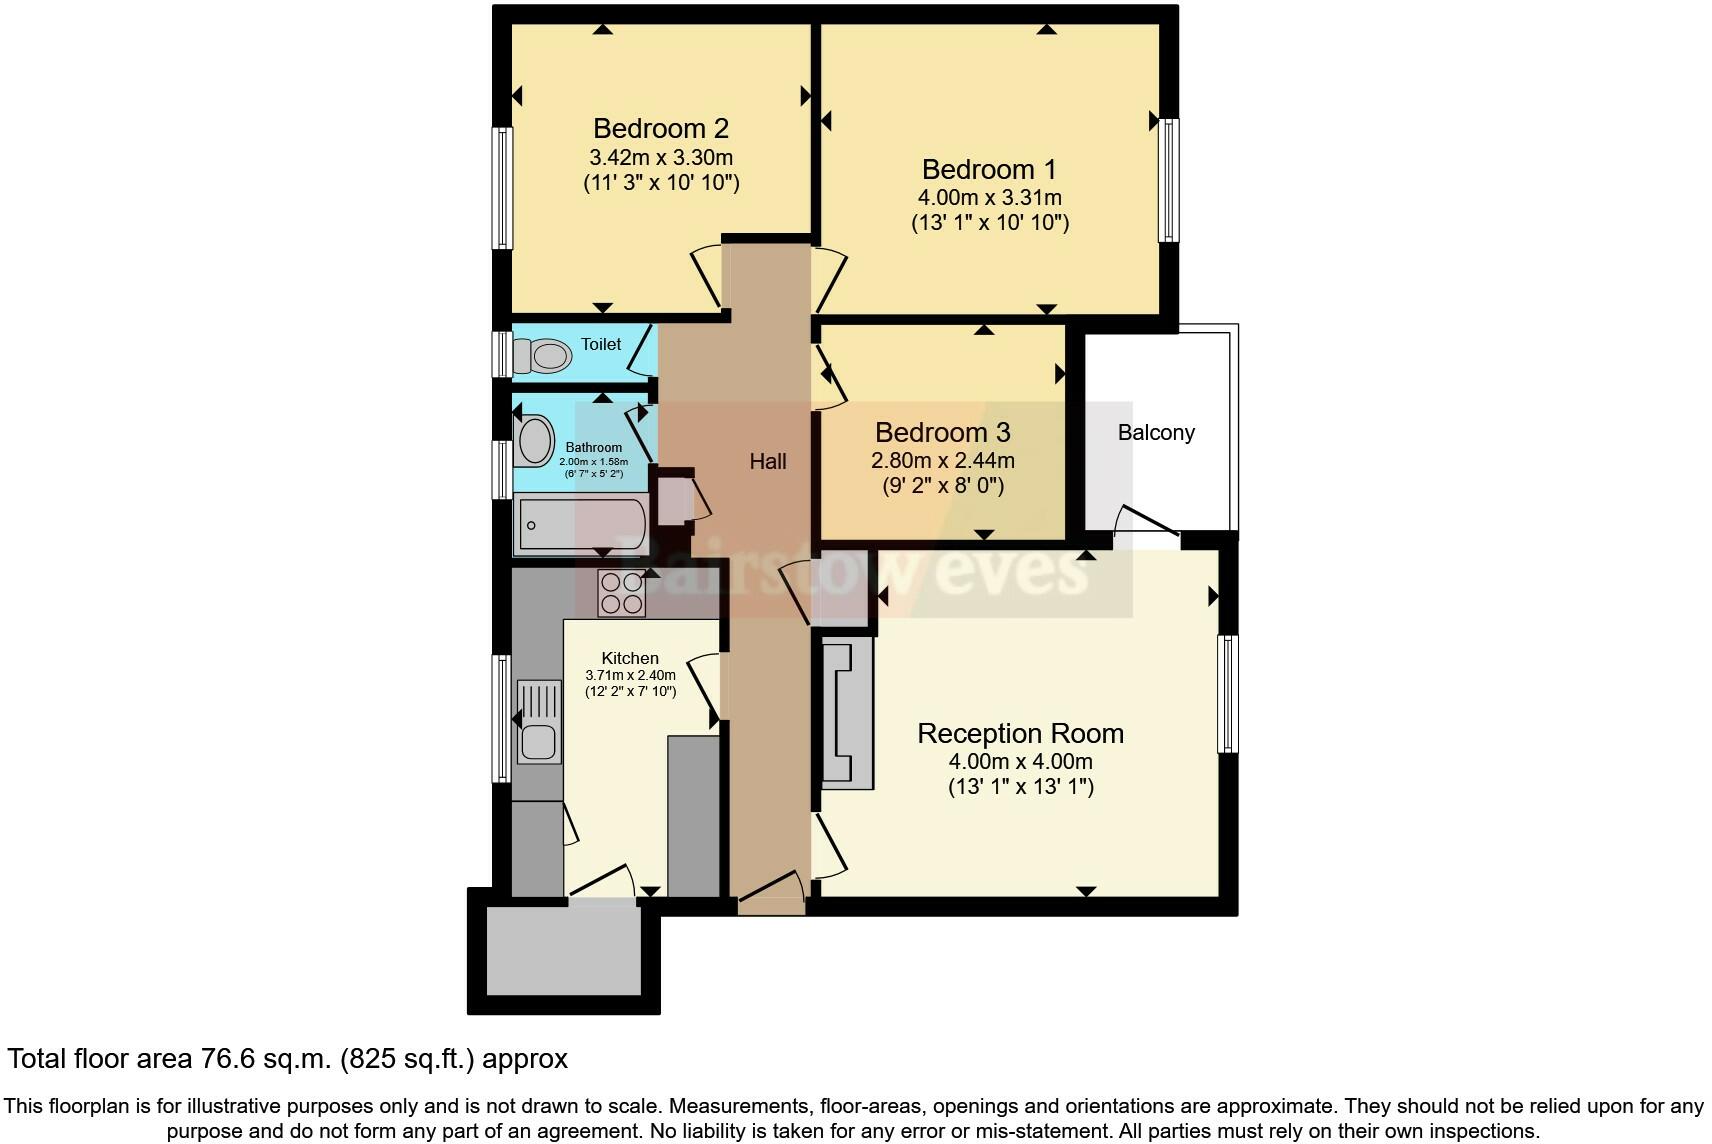 Bedroom 2
3.42m x 3.30m
(11' 3" x 10' 10")
Bedroom 1
4.00m x 3.31m
(13' 1" x 10' 10")
Toilet
Bathroom
2.00m x 1.58m
(6' 7" x 5' 2")
Hall
Bedroom 3
2.80m x 2.44m
(9' 2" x 8' 0")
Balcony
Bairstow eves
Kitchen
3.71m x 2.40m
(12' 2" x 7' 10")
Reception Room
4.00m x 4.00m
(13' 1" x 13' 1")
Total floor area 76.6 sq.m. (825 sq.ft.) approx
This floorplan is for illustrative purposes only and is not drawn to scale. Measurements, floor-areas, openings and orientations are approximate. They should not be relied upon for any
purpose and do not form any part of an agreement. No liability is taken for any error or mis-statement. All parties must rely on their own inspections.